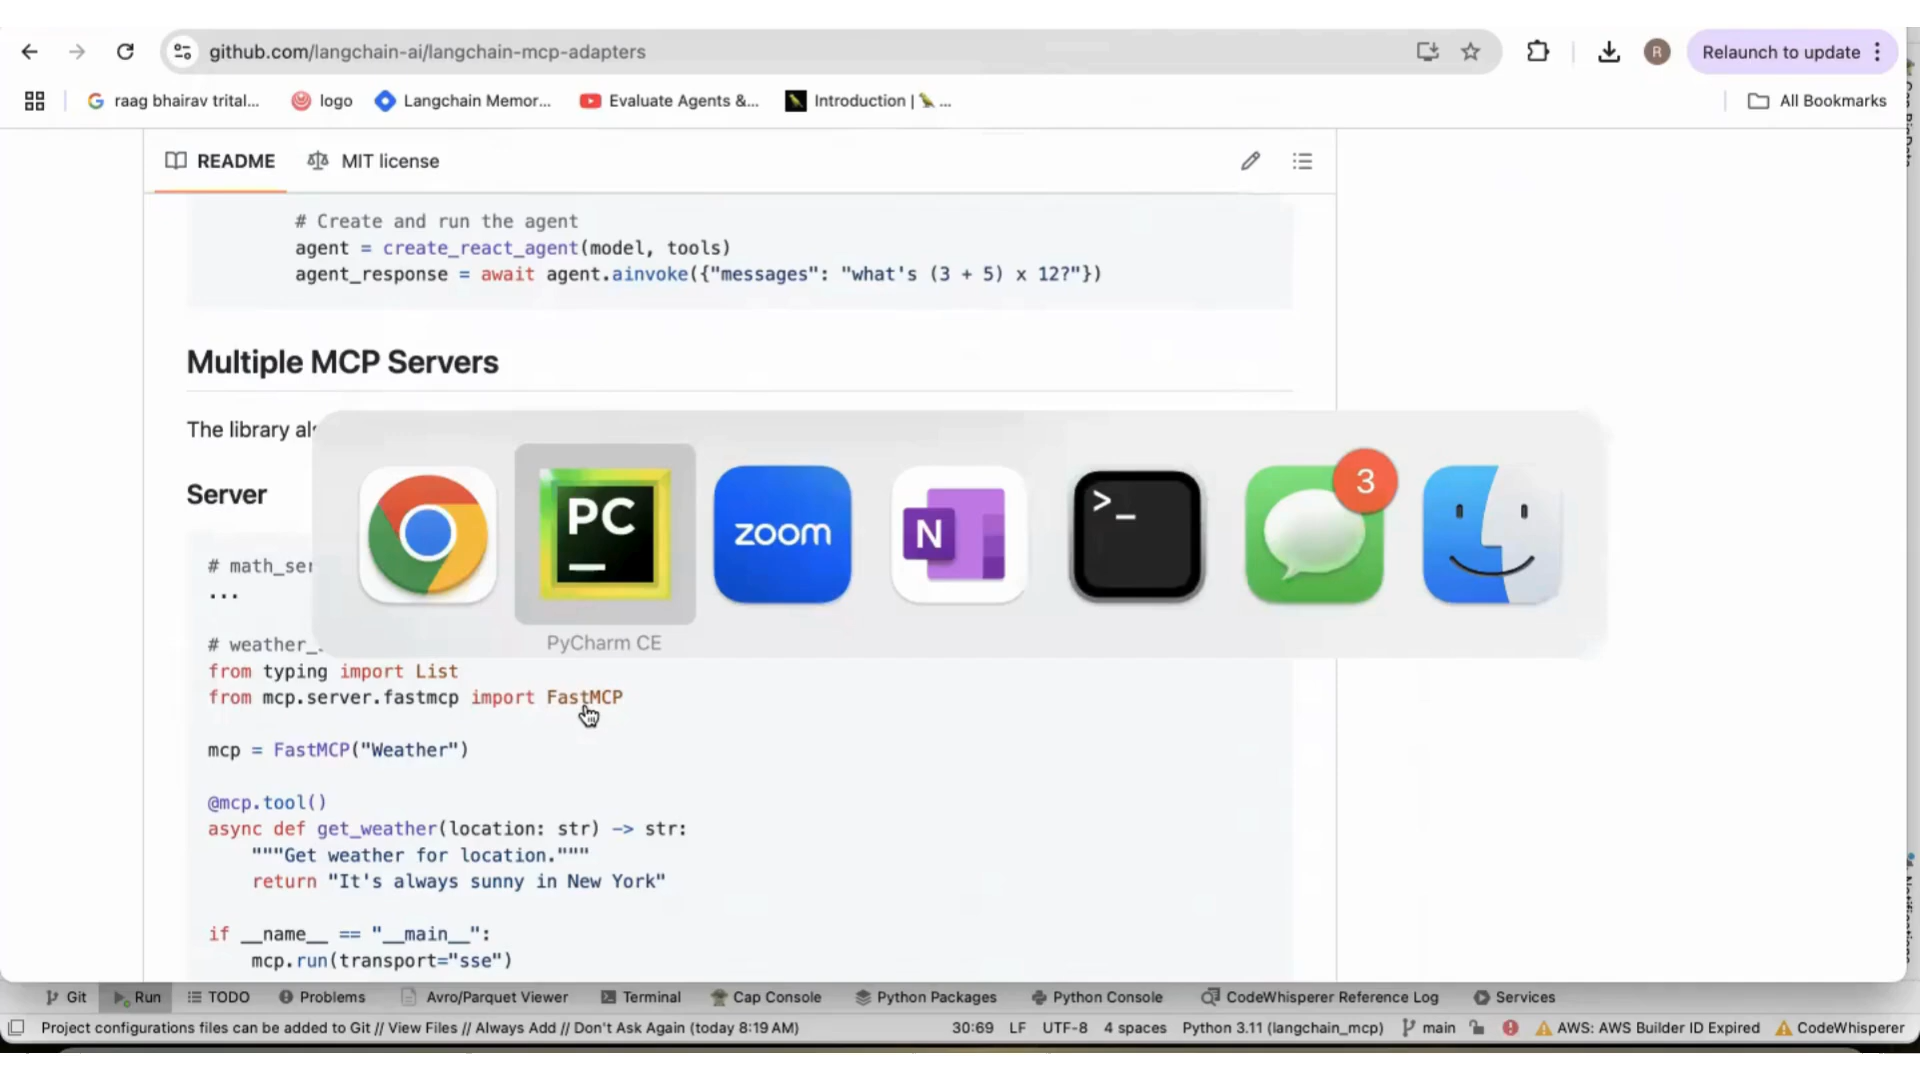 github.com/langchain-ai/langchain-mcp-adapters
R
Relaunch to update
raag bhairav trital...
logo
Langchain Memor...
Evaluate Agents &...
Introduction | 🦜 ...
All Bookmarks
README
MIT license
# Create and run the agent
agent = create_react_agent(model, tools)
agent_response = await agent.ainvoke({"messages": "what's (3 + 5) x 12?"})
Multiple MCP Servers
The library als
Server
PC
zoom
N
>_
3
PyCharm CE
# math_ser
...
# weather_
from typing import List
from mcp.server.fastmcp import FastMCP
mcp = FastMCP("Weather")
@mcp.tool()
async def get_weather(location: str) -> str:
"""Get weather for location."""
return "It's always sunny in New York"
if __name__ == "__main__":
mcp.run(transport="sse")
Git
Run
TODO
Problems
Avro/Parquet Viewer
Terminal
Cap Console
Python Packages
Python Console
CodeWhisperer Reference Log
Services
Project configurations files can be added to Git // View Files // Always Add // Don't Ask Again (today 8:19 AM)
30:69
LF
UTF-8
4 spaces
Python 3.11 (langchain_mcp)
main
AWS: AWS Builder ID Expired
CodeWhisperer